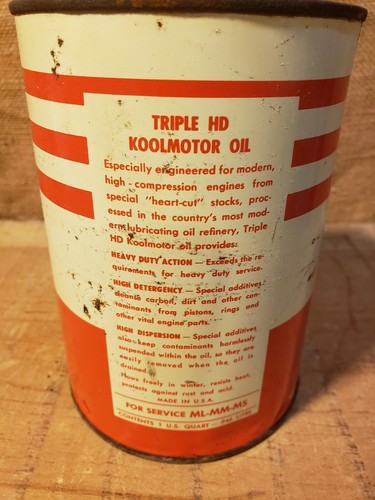 TRIPLE HD
KOOLMOTOR OIL
Especially engineered for modern,
high-compression engines from
special "heart-cut" stocks, proc-
essed in the country's most mod-
ern lubricating oil refinery, Triple
HD Koolmotor oil provides:
HEAVY DUTY ACTION — Exceeds the re-
quirements for heavy duty service.
HIGH DETERGENCY — Special additives
cleanse carbon, dirt and other con-
taminants from pistons, rings and
other vital engine parts.
HIGH DISPERSION — Special additives
also keep contaminants harmlessly
suspended within the oil, so they are
easily removed when the oil is
drained.
Flows freely in winter, resists heat,
protects against rust and acid.
MADE IN U.S.A.
FOR SERVICE ML-MM-MS
CONTENTS 1 U.S. QUART — .946 LITRE